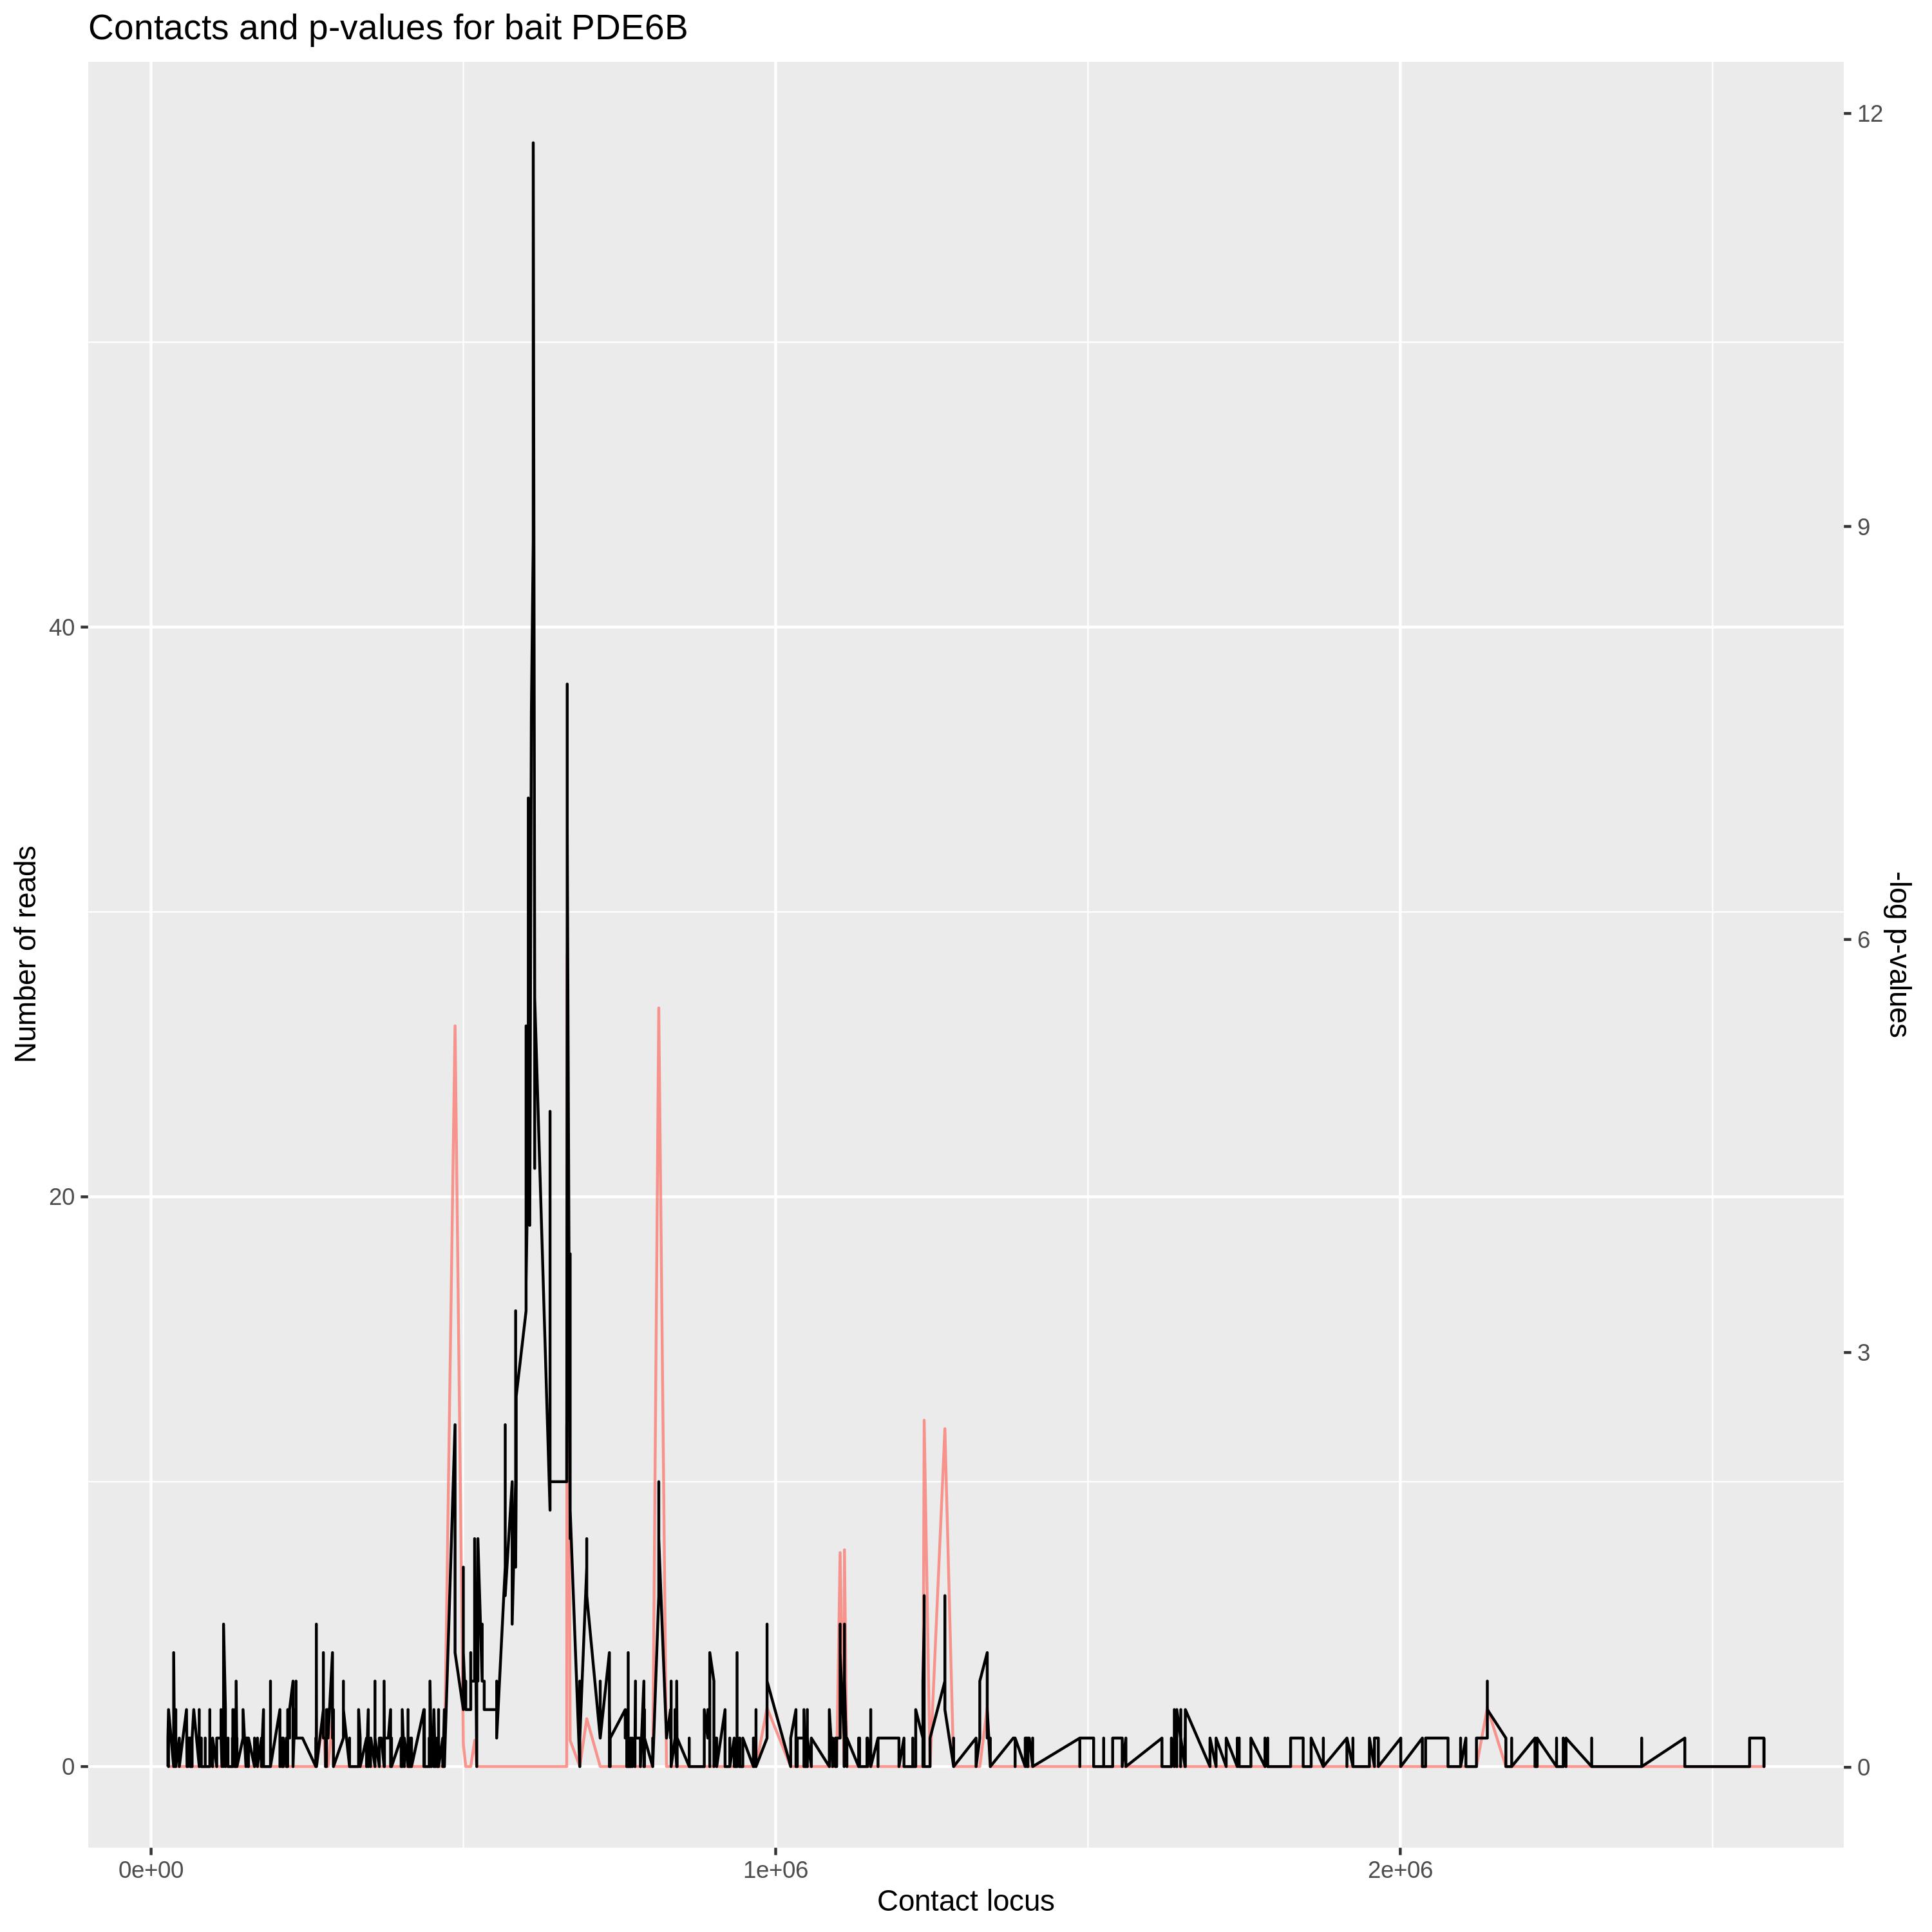 Contacts and p-values for bait PDE6B
Number of reads
40
20
0
12
9
6
3
0
-log p-values
0e+00
1e+06
2e+06
Contact locus